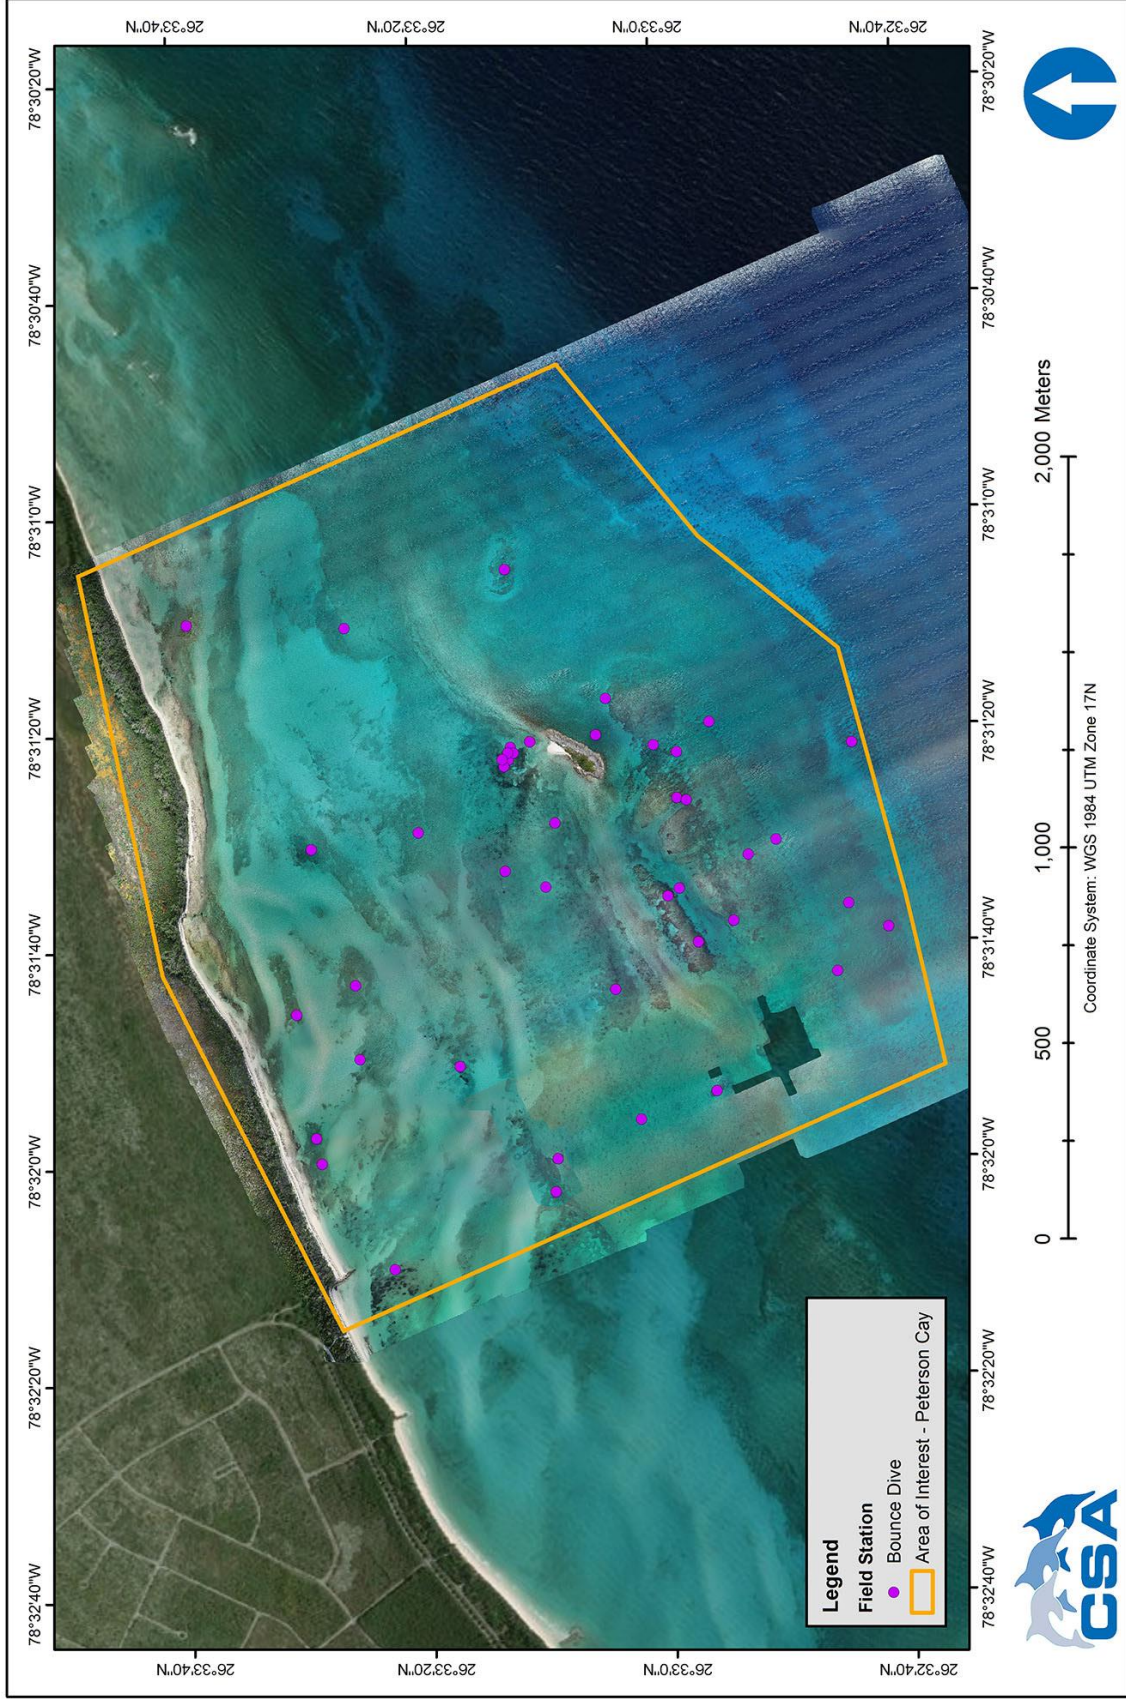 78°32'40"W
78°32'20"W
78°32'0"W
78°31'40"W
78°31'20"W
78°31'0"W
78°30'40"W
78°30'20"W
26°33'40"N
26°33'20"N
26°33'0"N
26°32'40"N
26°33'40"N
26°33'20"N
26°33'0"N
26°32'40"N
Legend
Field Station
Bounce Dive
Area of Interest - Peterson Cay
78°32'40"W
78°32'20"W
78°32'0"W
78°31'40"W
78°31'20"W
78°31'0"W
78°30'40"W
78°30'20"W
CSA
0
500
1,000
2,000 Meters
Coordinate System: WGS 1984 UTM Zone 17N